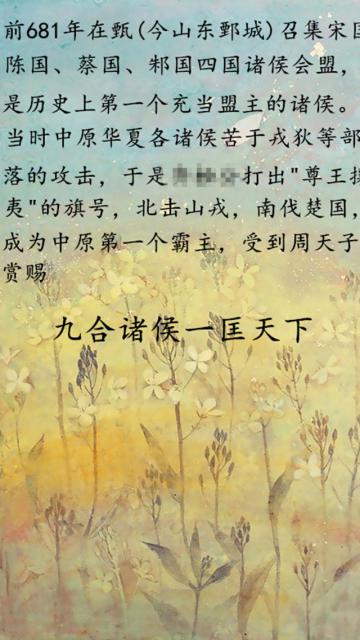 前681年在甄(今山东鄄城)召集宋国
陈国、蔡国、邾国四国诸侯会盟，
是历史上第一个充当盟主的诸侯。
当时中原华夏各诸侯苦于戎狄等部
落的攻击，于是 打出"尊王攘
夷"的旗号，北击山戎，南伐楚国，
成为中原第一个霸主，受到周天子
赏赐
九合诸侯一匡天下